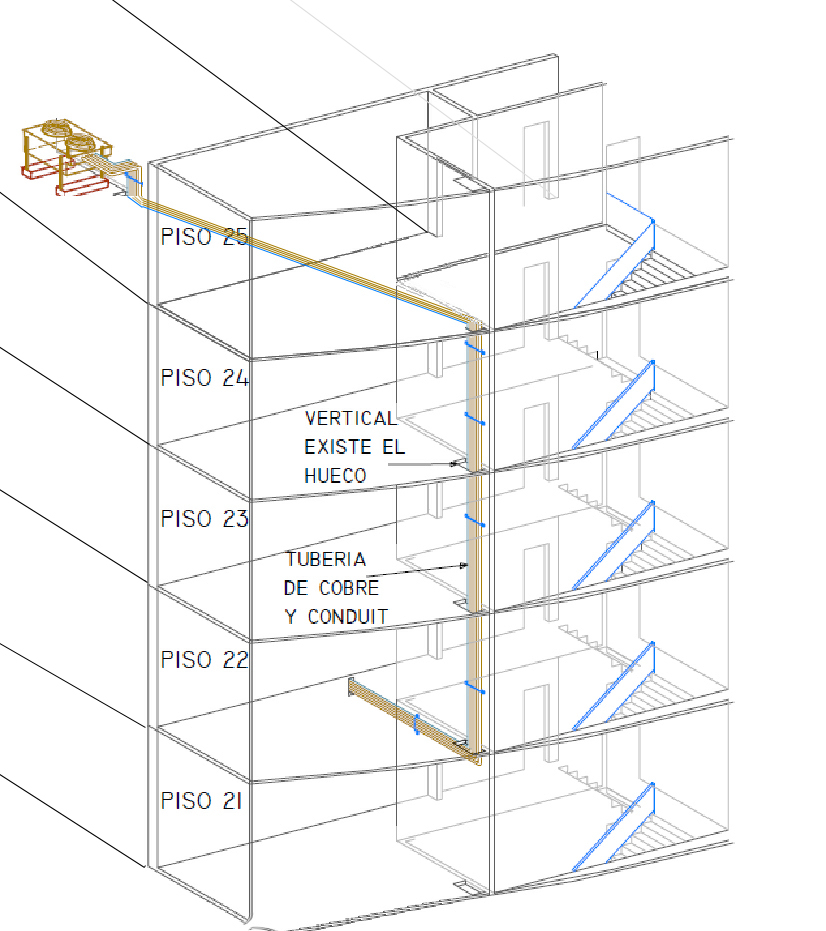 PISO 25
PISO 24
VERTICAL
EXISTE EL
HUECO
PISO 23
TUBERIA
DE COBRE
Y CONDUIT
PISO 22
PISO 21